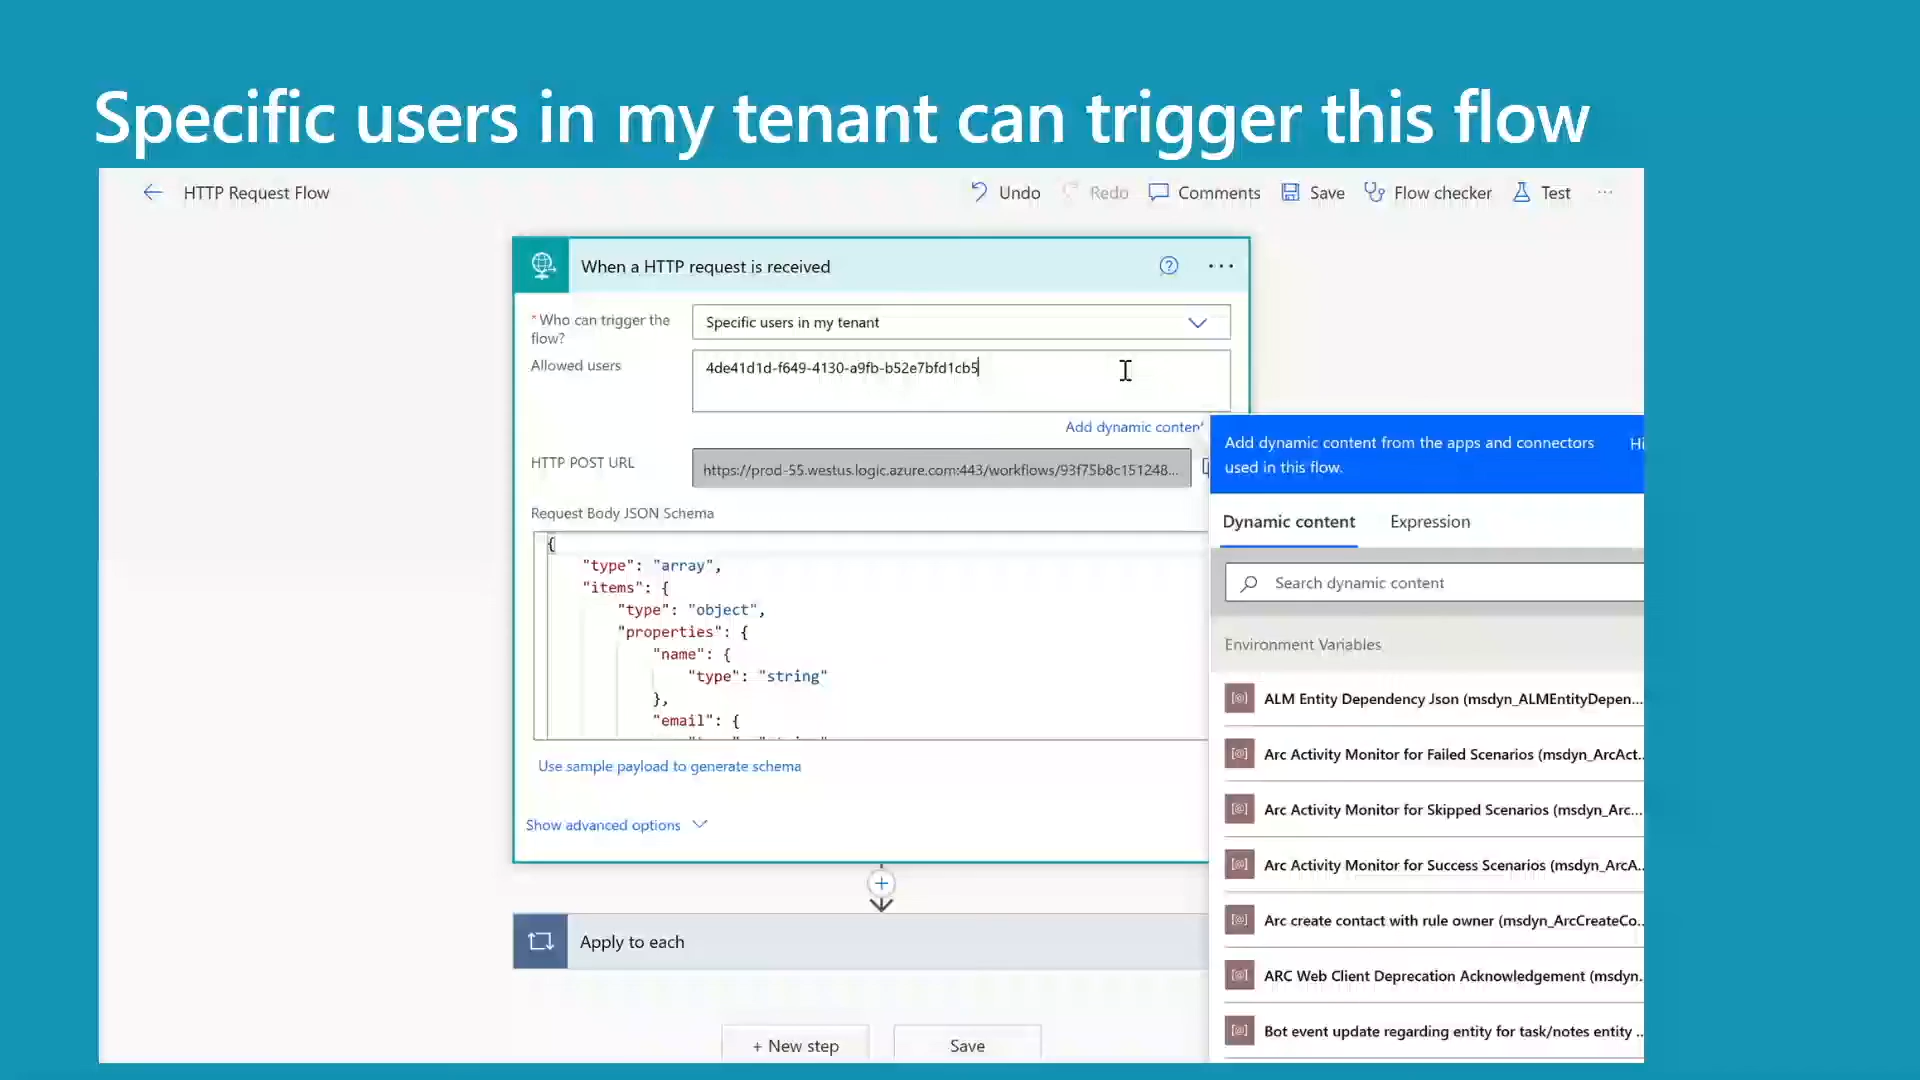 Specific users in my tenant can trigger this flow
HTTP Request Flow
Undo
Redo
Comments
Save
Flow checker
Test
When a HTTP request is received
* Who can trigger the
flow?
Specific users in my tenant
Allowed users
4de41d1d-f649-4130-a9fb-b52e7bfd1cb5
Add dynamic content
HTTP POST URL
https://prod-55.westus.logic.azure.com:443/workflows/93f75b8c151248...
Request Body JSON Schema
{
"type": "array",
"items": {
"type": "object",
"properties": {
"name": {
"type": "string"
},
"email": {
Use sample payload to generate schema
Show advanced options
Apply to each
+ New step
Save
Add dynamic content from the apps and connectors
used in this flow.
Hi
Dynamic content
Expression
Search dynamic content
Environment Variables
ALM Entity Dependency Json (msdyn_ALMEntityDepen...
Arc Activity Monitor for Failed Scenarios (msdyn_ArcAct...
Arc Activity Monitor for Skipped Scenarios (msdyn_Arc...
Arc Activity Monitor for Success Scenarios (msdyn_ArcA...
Arc create contact with rule owner (msdyn_ArcCreateCo...
ARC Web Client Deprecation Acknowledgement (msdyn...
Bot event update regarding entity for task/notes entity ...